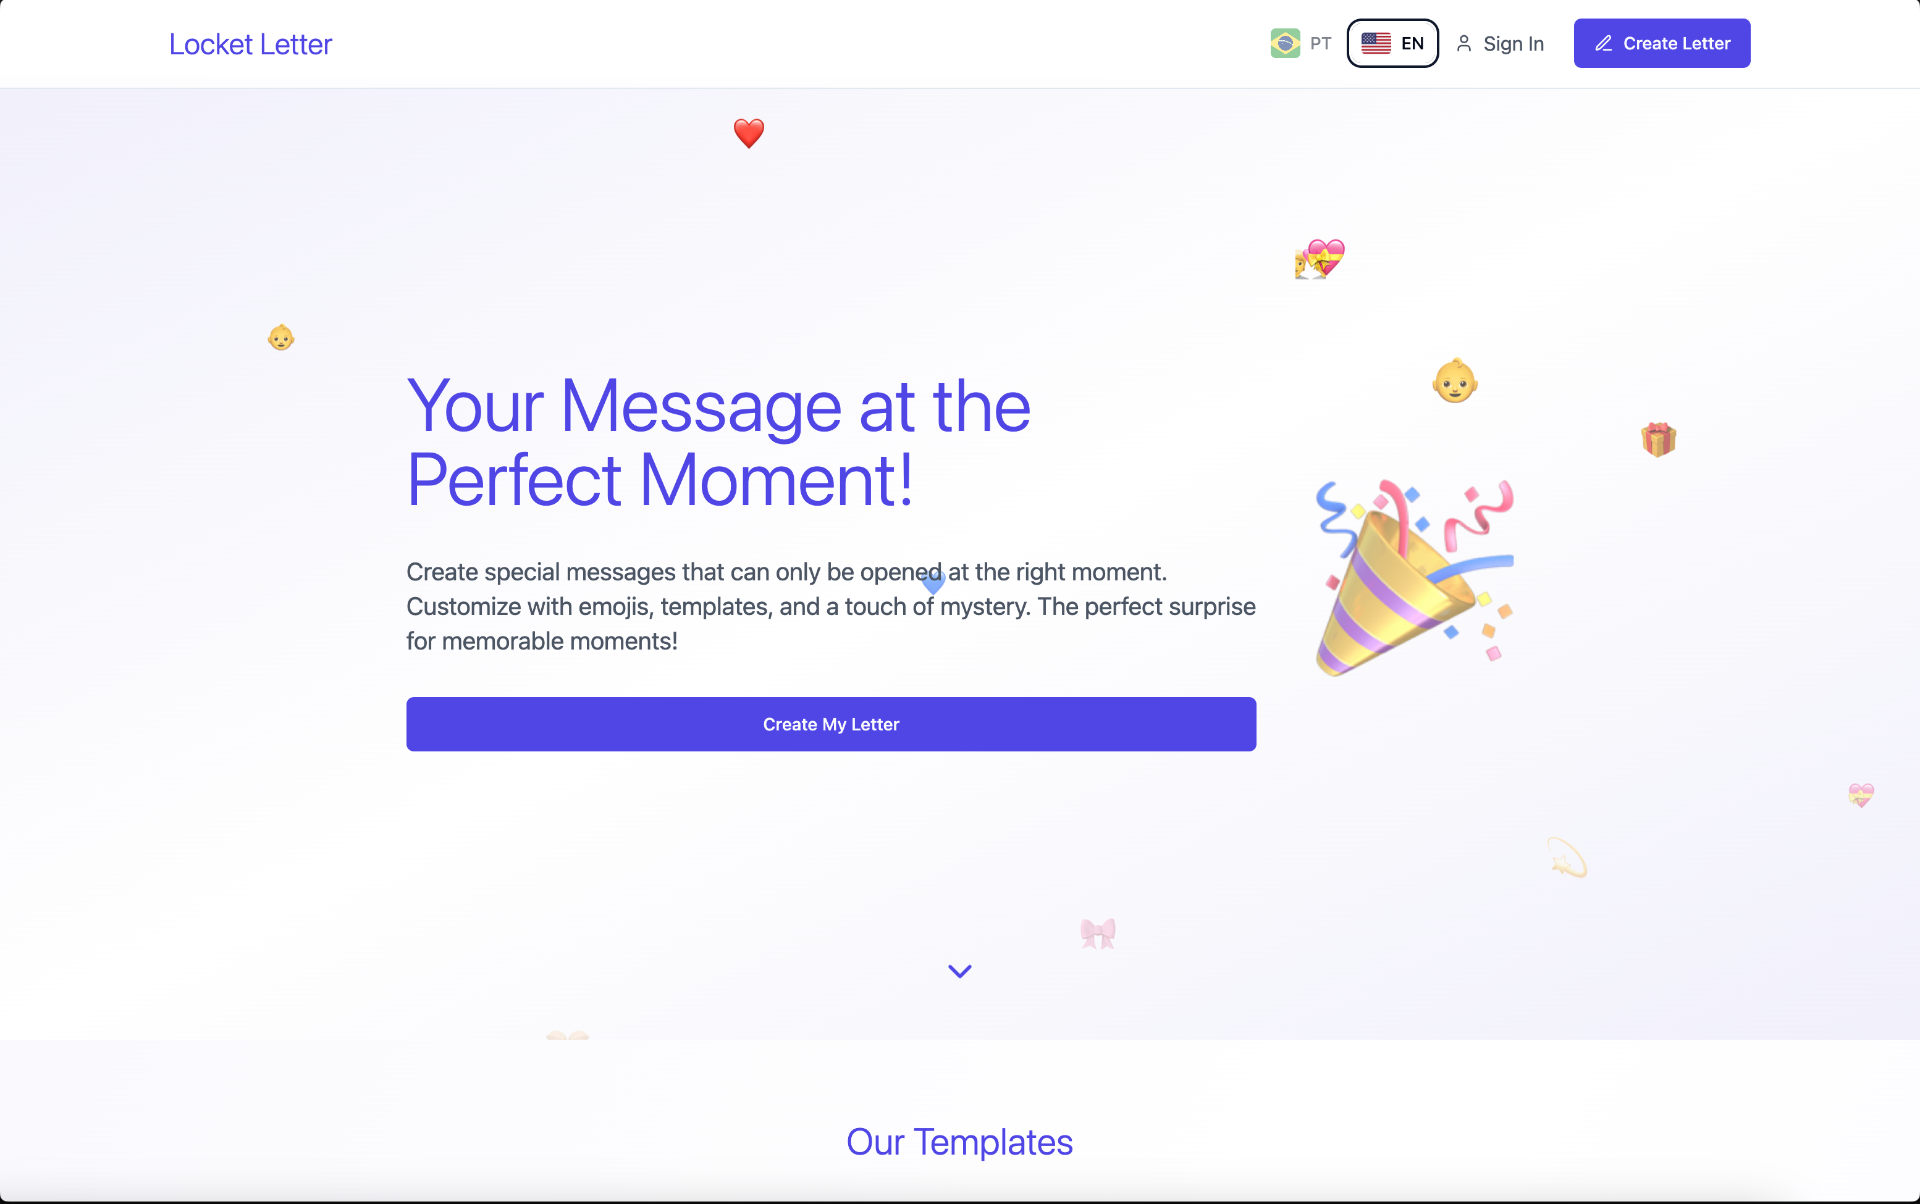 Locket Letter
PT
EN
Sign In
Create Letter
Your Message at the
Perfect Moment!
Create special messages that can only be opened at the right moment.
Customize with emojis, templates, and a touch of mystery. The perfect surprise
for memorable moments!
Create My Letter
Our Templates